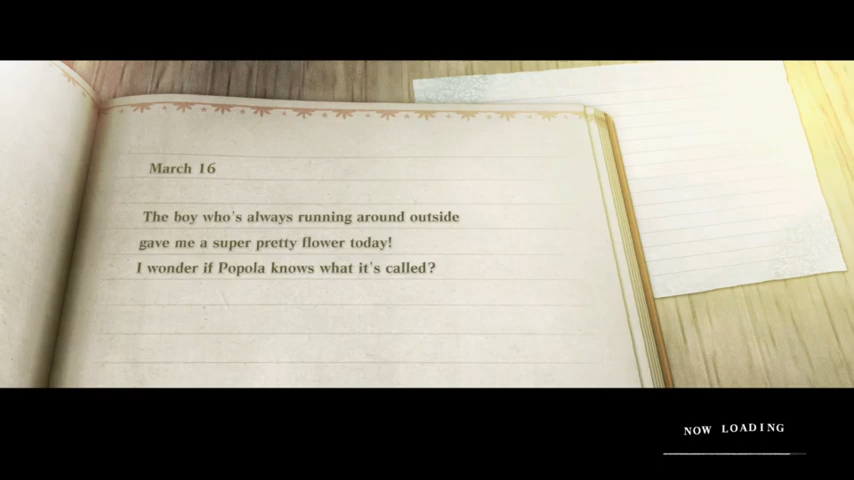 March 16
The boy who's always running around outside
gave me a super pretty flower today!
I wonder if Popola knows what it's called?
NOW LOADING